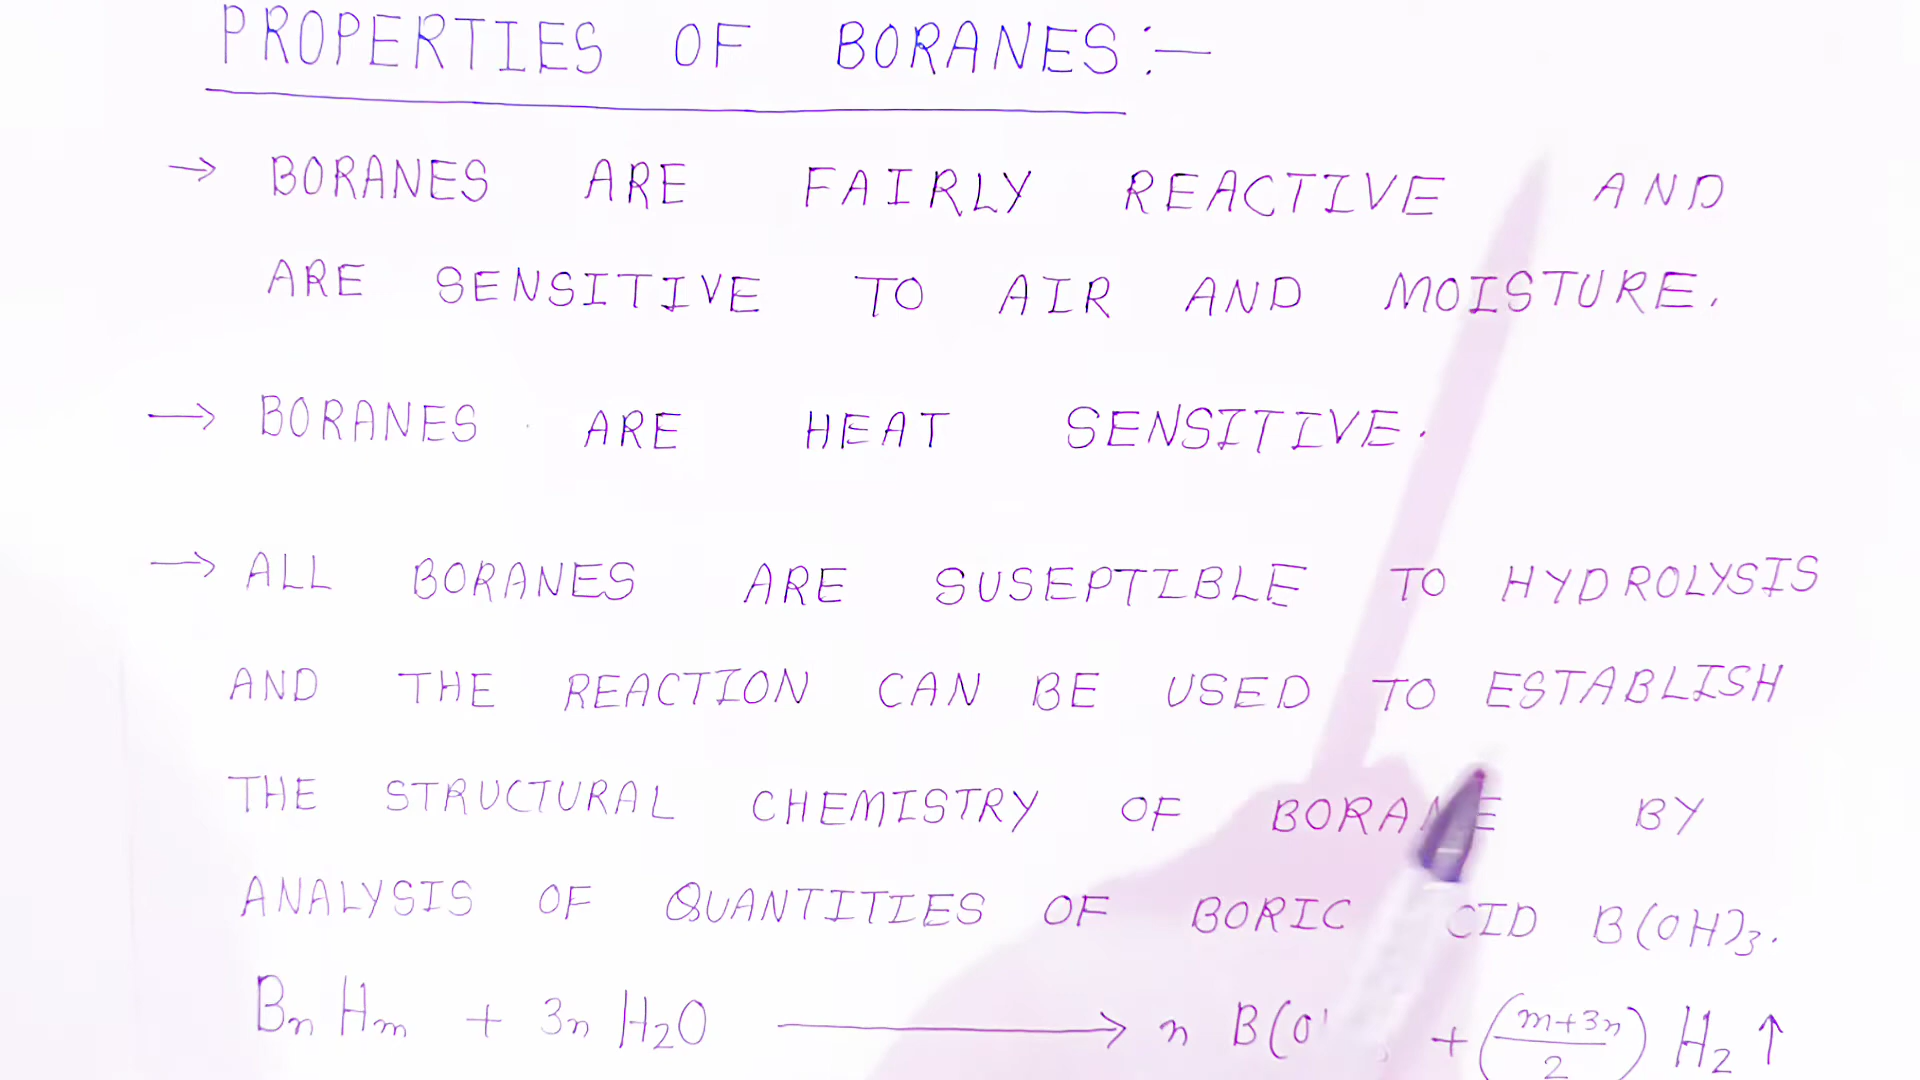 PROPERTIES OF BORANES:—
→ BORANES ARE FAIRLY REACTIVE AND
ARE SENSITIVE TO AIR AND MOISTURE.
→ BORANES ARE HEAT SENSITIVE.
→ ALL BORANES ARE SUSEPTIBLE TO HYDROLYSIS
AND THE REACTION CAN BE USED TO ESTABLISH
THE STRUCTURAL CHEMISTRY OF BORANE BY
ANALYSIS OF QUANTITIES OF BORIC CID B(OH)₃.
BₙHₘ + 3n H₂O ⟶ n B(O + (m+3n/2) H₂ ↑